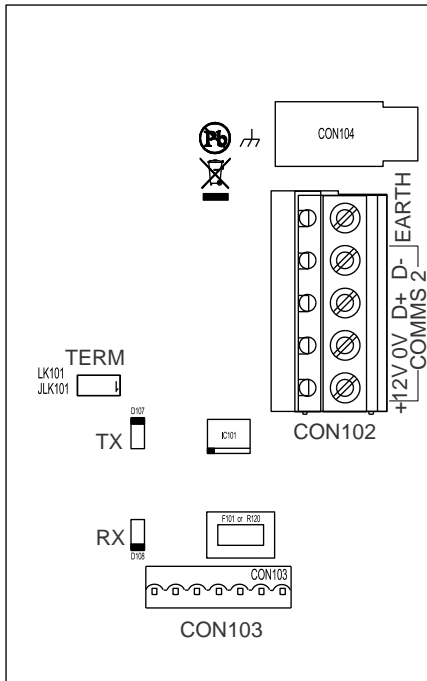 CON104
Pb
EARTH
D-
D+
0V
+12V
COMMS 2
CON102
TERM
LK101
JLK101
1
D107
TX
IC101
F101 or R120
RX
D108
CON103
CON103